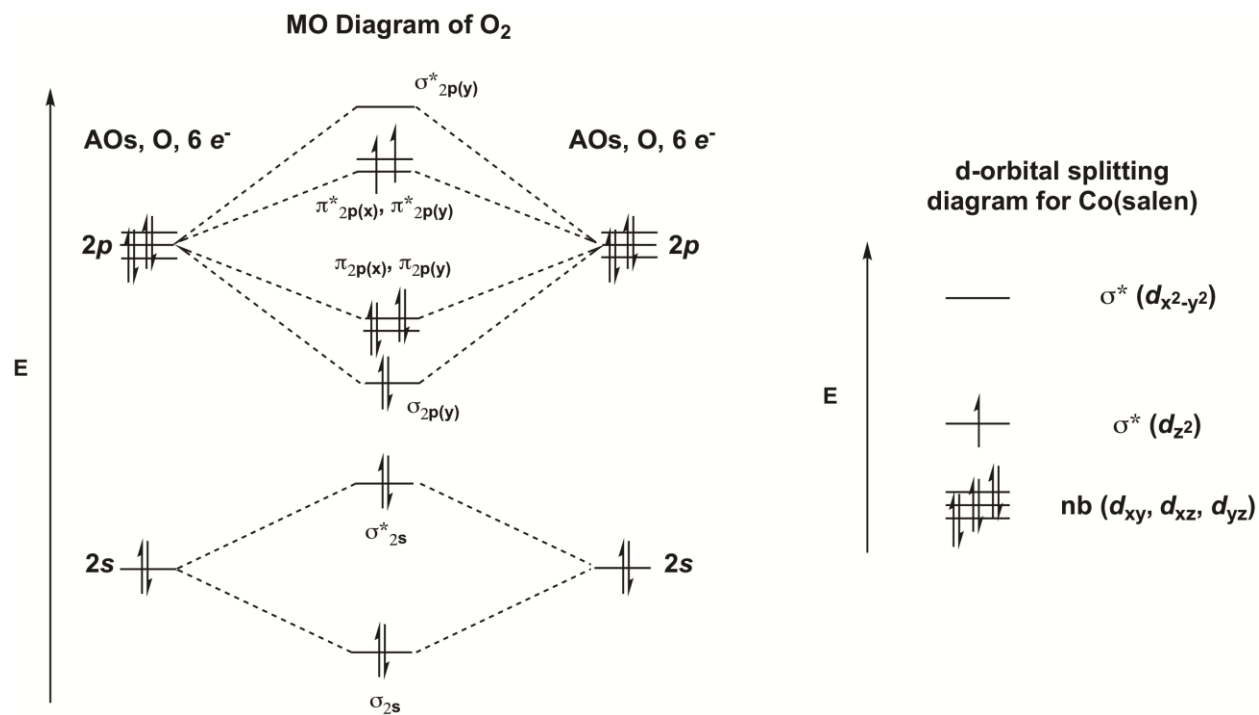 MO Diagram of O₂
σ*₂p(y)
AOs, O, 6 e⁻
AOs, O, 6 e⁻
π*₂p(x), π*₂p(y)
2p
2p
π₂p(x), π₂p(y)
E
σ₂p(y)
σ*₂s
2s
2s
σ₂s
d-orbital splitting
diagram for Co(salen)
σ* (dx²-y²)
E
σ* (dz²)
nb (dxy, dxz, dyz)